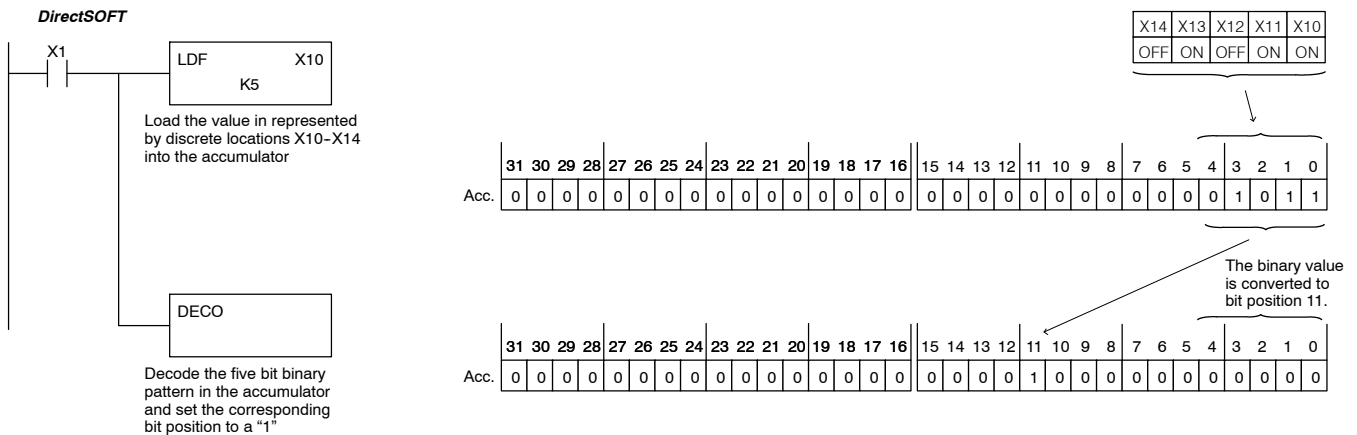 DirectSOFT
X1
LDF X10
K5
Load the value in represented
by discrete locations X10-X14
into the accumulator
DECO
Decode the five bit binary
pattern in the accumulator
and set the corresponding
bit position to a “1”
X14 X13 X12 X11 X10
OFF ON OFF ON ON
31 30 29 28 27 26 25 24 23 22 21 20 19 18 17 16 15 14 13 12 11 10 9 8 7 6 5 4 3 2 1 0
Acc. 0 0 0 0 0 0 0 0 0 0 0 0 0 0 0 0 0 0 0 0 0 0 0 0 0 0 0 0 1 0 1 1
The binary value
is converted to
bit position 11.
31 30 29 28 27 26 25 24 23 22 21 20 19 18 17 16 15 14 13 12 11 10 9 8 7 6 5 4 3 2 1 0
Acc. 0 0 0 0 0 0 0 0 0 0 0 0 0 0 0 0 0 0 0 0 1 0 0 0 0 0 0 0 0 0 0 0